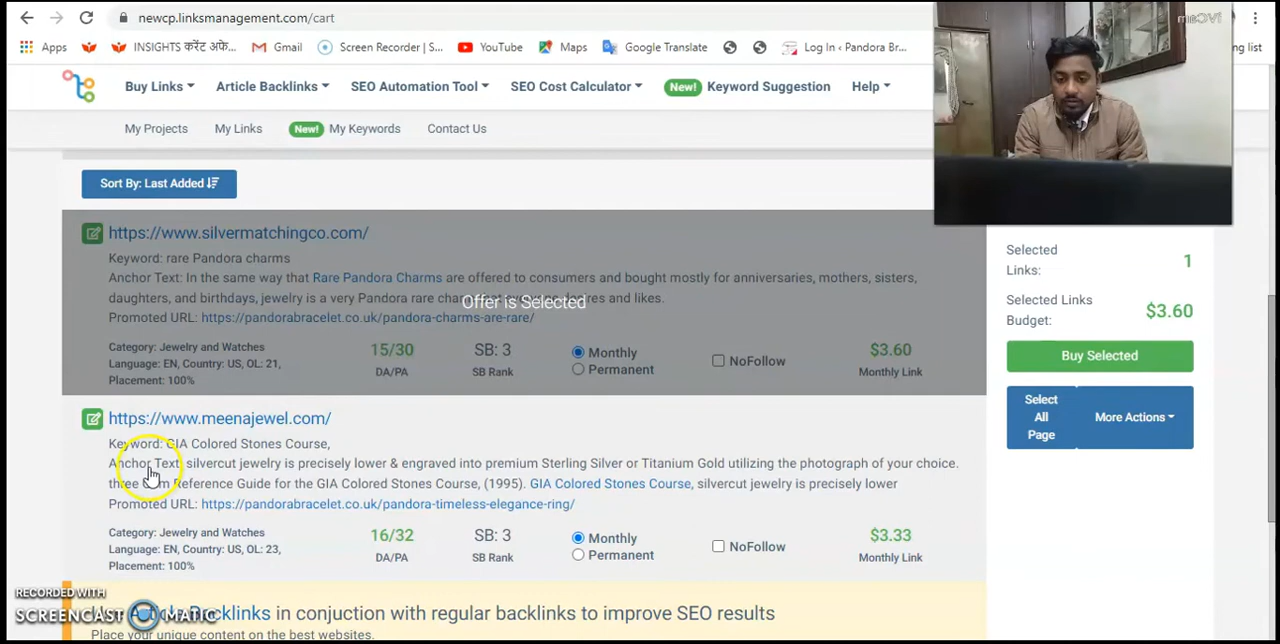 newcp.linksmanagement.com/cart
Apps
INSIGHTS करेंट अफे...
Gmail
Screen Recorder | S...
YouTube
Maps
Google Translate
Log In ‹ Pandora Br...
ng list
Buy Links
Article Backlinks
SEO Automation Tool
SEO Cost Calculator
New!
Keyword Suggestion
Help
My Projects
My Links
New!
My Keywords
Contact Us
Sort By: Last Added
https://www.silvermatchingco.com/
Keyword: rare Pandora charms
Anchor Text: In the same way that Rare Pandora Charms are offered to consumers and bought mostly for anniversaries, mothers, sisters,
daughters, and birthdays, jewelry is a very Pandora rare and likes.
Offer is Selected
Promoted URL: https://pandorabracelet.co.uk/pandora-charms-are-rare/
Category: Jewelry and Watches
Language: EN, Country: US, OL: 21,
Placement: 100%
15/30
DA/PA
SB: 3
SB Rank
Monthly
Permanent
NoFollow
$3.60
Monthly Link
https://www.meenajewel.com/
Keyword: GIA Colored Stones Course,
Anchor Text: silvercut jewelry is precisely lower & engraved into premium Sterling Silver or Titanium Gold utilizing the photograph of your choice.
three Gem Reference Guide for the GIA Colored Stones Course, (1995). GIA Colored Stones Course, silvercut jewelry is precisely lower
Promoted URL: https://pandorabracelet.co.uk/pandora-timeless-elegance-ring/
Category: Jewelry and Watches
Language: EN, Country: US, OL: 23,
Placement: 100%
16/32
DA/PA
SB: 3
SB Rank
Monthly
Permanent
NoFollow
$3.33
Monthly Link
Selected
Links:
1
Selected Links
Budget:
$3.60
Buy Selected
Select
All
Page
More Actions
Backlinks in conjuction with regular backlinks to improve SEO results
Place your unique content on the best websites.
RECORDED WITH
SCREENCAST MATIC